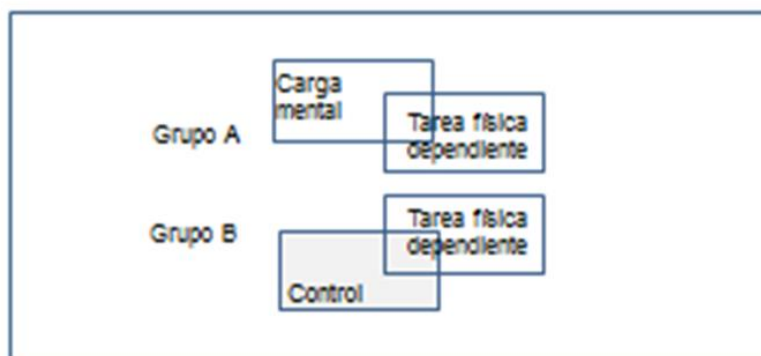 Carga
mental
Grupo A
Tarea física
dependiente
Grupo B
Tarea física
dependiente
Control